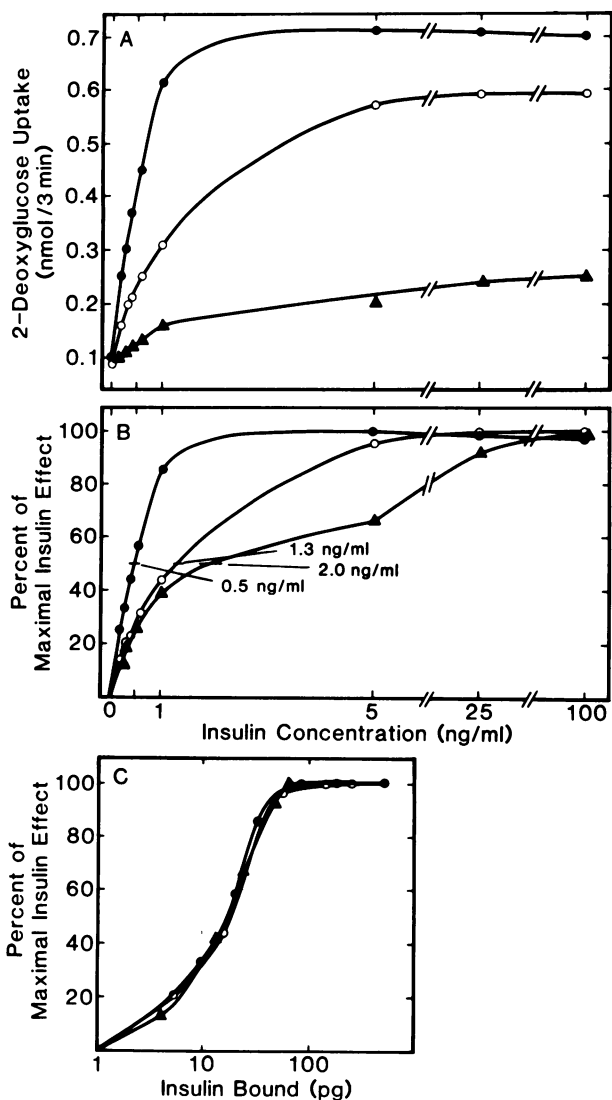 A
2-Deoxyglucose Uptake
(nmol/3 min)
0.7
0.6
0.5
0.4
0.3
0.2
0.1
B
Percent of
Maximal Insulin Effect
100
80
60
40
20
1.3 ng/ml
2.0 ng/ml
0.5 ng/ml
0 1 5 25 100
Insulin Concentration (ng/ml)
C
Percent of
Maximal Insulin Effect
100
80
60
40
20
1 10 100
Insulin Bound (pg)